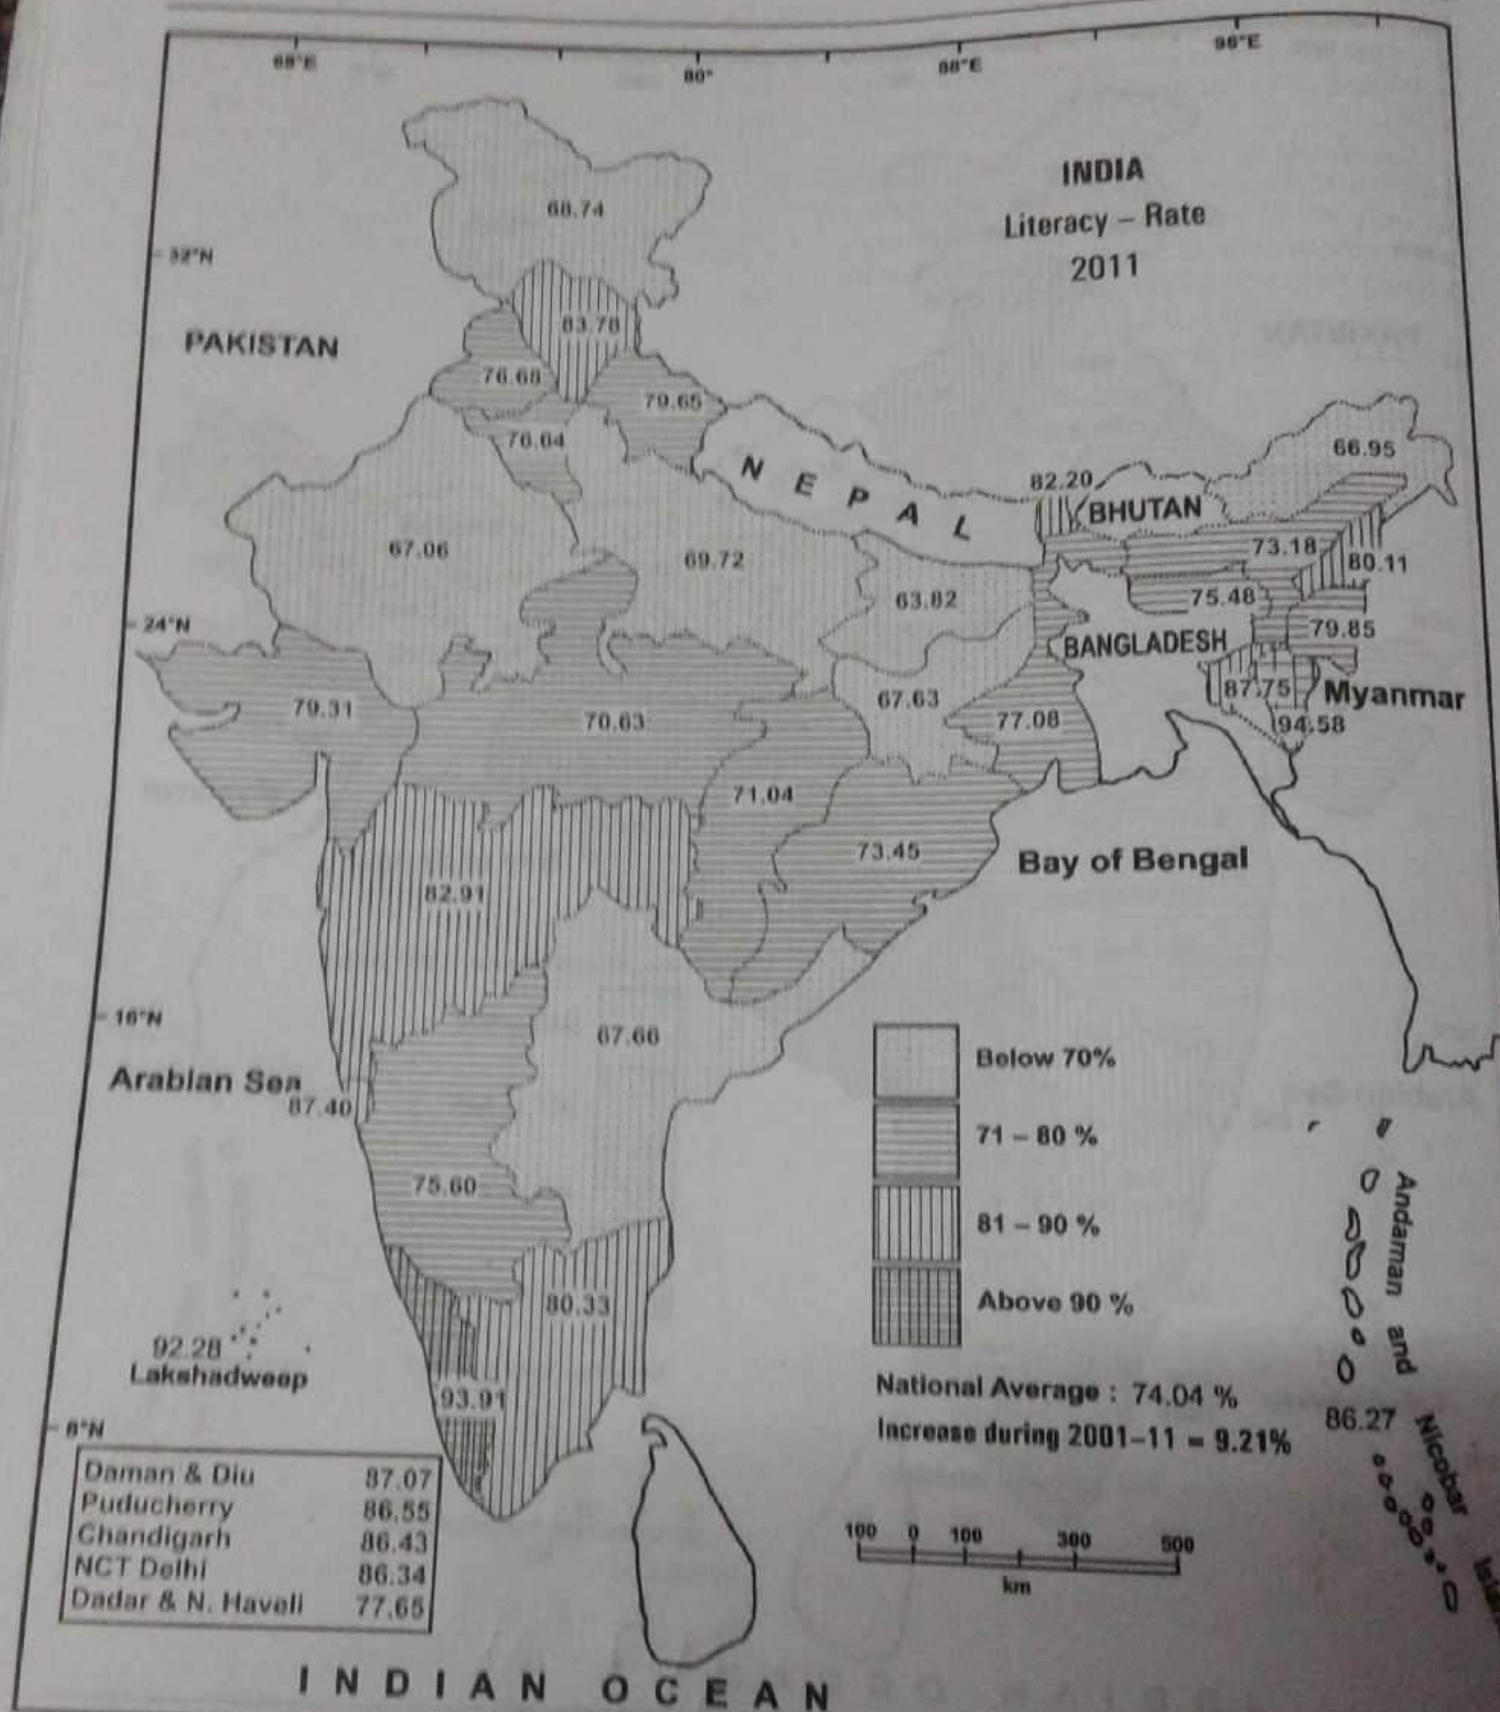 68°E
80°
88°E
96°E
INDIA
Literacy – Rate
2011
68.74
32°N
PAKISTAN
83.78
76.68
79.65
76.64
NEPAL
66.95
82.20
BHUTAN
67.06
69.72
73.18
80.11
63.82
75.48
24°N
79.85
BANGLADESH
87.75
Myanmar
94.58
79.31
70.63
67.63
77.08
71.04
73.45
Bay of Bengal
82.91
16°N
67.66
Arabian Sea
87.40
Below 70%
71 – 80 %
75.60
81 – 90 %
80.33
Above 90 %
92.28
Lakshadweep
93.91
National Average : 74.04 %
Increase during 2001–11 = 9.21%
Andaman and
Nicobar
86.27
8°N
Daman & Diu 87.07
Puducherry 86.55
Chandigarh 86.43
NCT Delhi 86.34
Dadar & N. Haveli 77.65
100 0 100 300 500
km
INDIAN OCEAN